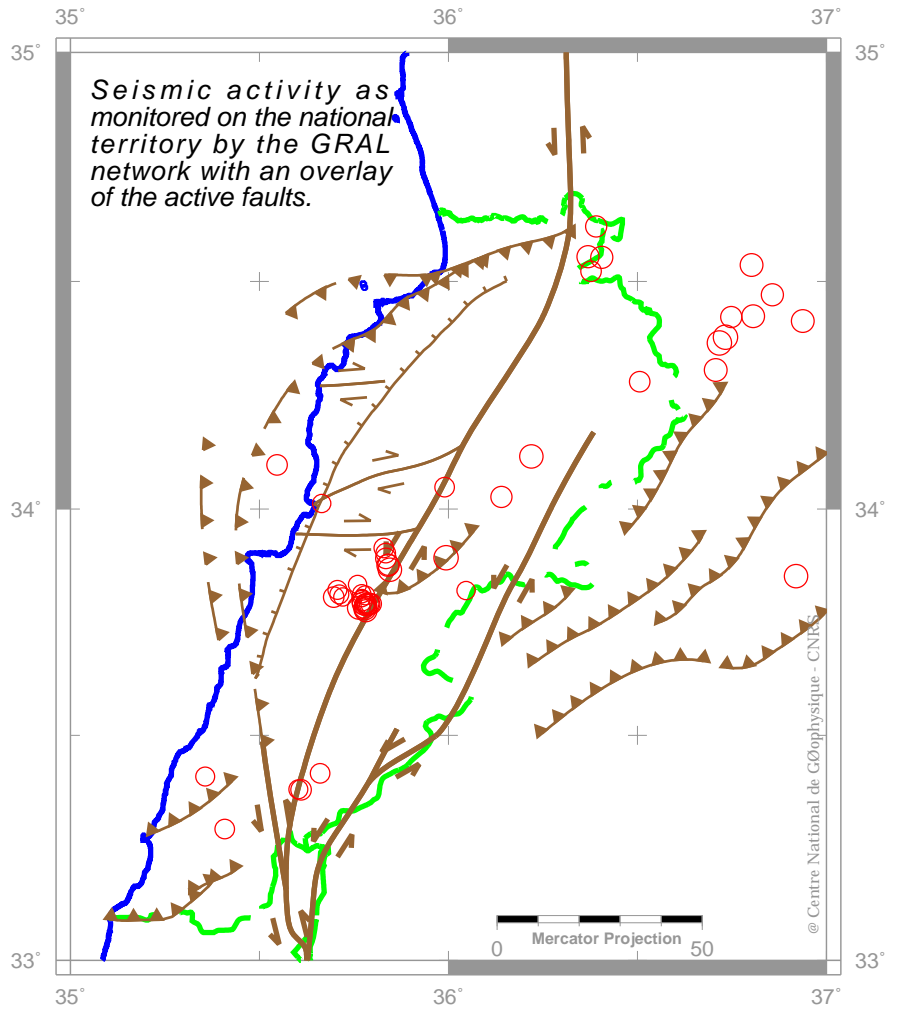 35° 36° 37°
35° 35°
Seismic activity as
monitored on the national
territory by the GRAL
network with an overlay
of the active faults.
34° 34°
@ Centre National de GØophysique - CNRS
Mercator Projection
0 50
33° 33°
35° 36° 37°